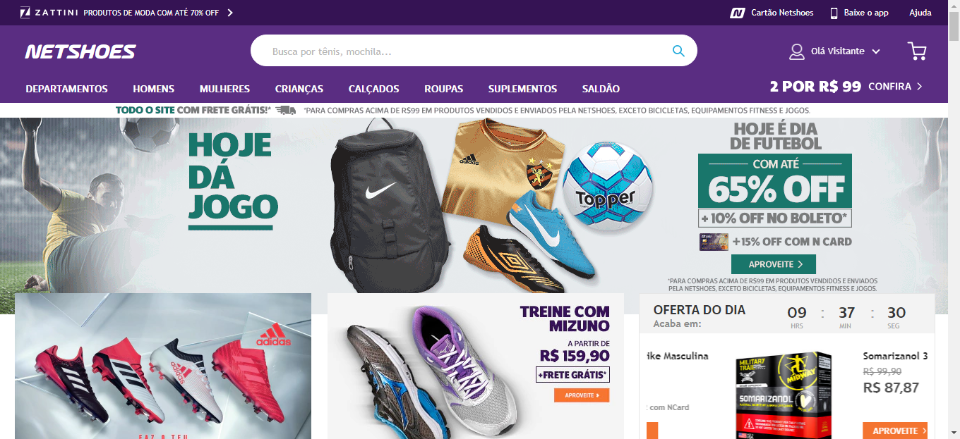 ZATTINI PRODUTOS DE MODA COM ATÉ 70% OFF
Cartão Netshoes
Baixe o app
Ajuda
NETSHOES
Busca por tênis, mochila...
Olá Visitante
DEPARTAMENTOS HOMENS MULHERES CRIANÇAS CALÇADOS ROUPAS SUPLEMENTOS SALDÃO
2 POR R$ 99 CONFIRA
TODO O SITE COM FRETE GRÁTIS!* *PARA COMPRAS ACIMA DE R$99 EM PRODUTOS VENDIDOS E ENVIADOS PELA NETSHOES. EXCETO BICICLETAS, EQUIPAMENTOS FITNESS E JOGOS.
HOJE
DÁ
JOGO
adidas
Topper
HOJE É DIA
DE FUTEBOL
COM ATÉ
65% OFF
+10% OFF NO BOLETO*
+ 15% OFF COM N CARD
APROVEITE
*PARA COMPRAS ACIMA DE R$99 EM PRODUTOS VENDIDOS E ENVIADOS
PELA NETSHOES. EXCETO BICICLETAS, EQUIPAMENTOS FITNESS E JOGOS.
adidas
TREINE COM
MIZUNO
A PARTIR DE
R$ 159,90
+FRETE GRÁTIS*
APROVEITE
OFERTA DO DIA
Acaba em:
09 : 37 : 30
HRS MIN SEG
ike Masculina
com NCard
MILITARY
TRAIL
MIDWAY
SOMARIZANOL
Somarizanol 3
R$ 99,90
R$ 87,87
APROVEITE